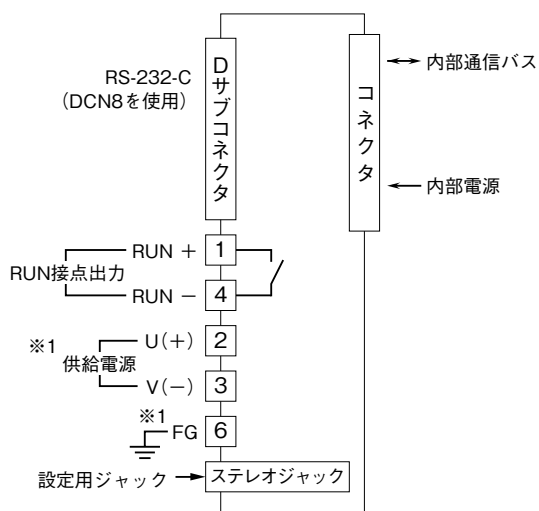 RS-232-C
（DCN8を使用）
Dサブコネクタ
コネクタ
内部通信バス
内部電源
RUN接点出力
RUN +
1
RUN −
4
※1
供給電源
U(+)
2
V(−)
3
※1
FG
6
設定用ジャック
ステレオジャック